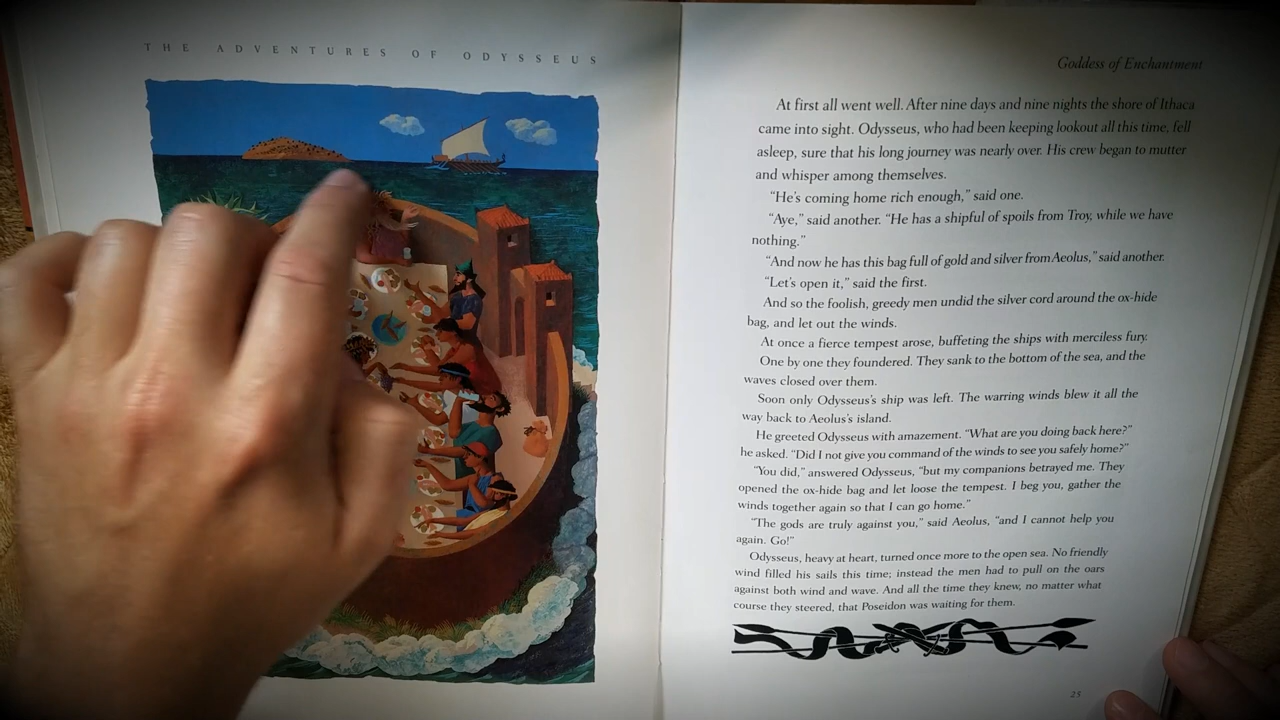 THE ADVENTURES OF ODYSSEUS
Goddess of Enchantment
At first all went well. After nine days and nine nights the shore of Ithaca
came into sight. Odysseus, who had been keeping lookout all this time, fell
asleep, sure that his long journey was nearly over. His crew began to mutter
and whisper among themselves.
“He’s coming home rich enough,” said one.
“Aye,” said another. “He has a shipful of spoils from Troy, while we have
nothing.”
“And now he has this bag full of gold and silver from Aeolus,” said another.
“Let’s open it,” said the first.
And so the foolish, greedy men undid the silver cord around the ox-hide
bag, and let out the winds.
At once a fierce tempest arose, buffeting the ships with merciless fury.
One by one they foundered. They sank to the bottom of the sea, and the
waves closed over them.
Soon only Odysseus’s ship was left. The warring winds blew it all the
way back to Aeolus’s island.
He greeted Odysseus with amazement. “What are you doing back here?”
he asked. “Did I not give you command of the winds to see you safely home?”
“You did,” answered Odysseus, “but my companions betrayed me. They
opened the ox-hide bag and let loose the tempest. I beg you, gather the
winds together again so that I can go home.”
“The gods are truly against you,” said Aeolus, “and I cannot help you
again. Go!”
Odysseus, heavy at heart, turned once more to the open sea. No friendly
wind filled his sails this time; instead the men had to pull on the oars
against both wind and wave. And all the time they knew, no matter what
course they steered, that Poseidon was waiting for them.
25